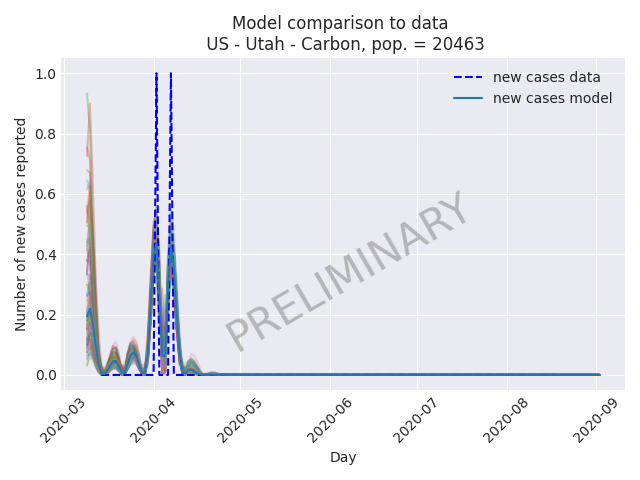 Model comparison to data
US - Utah - Carbon, pop. = 20463
new cases data
new cases model
Number of new cases reported
1.0
0.8
0.6
0.4
0.2
0.0
PRELIMINARY
2020-03
2020-04
2020-05
2020-06
2020-07
2020-08
2020-09
Day